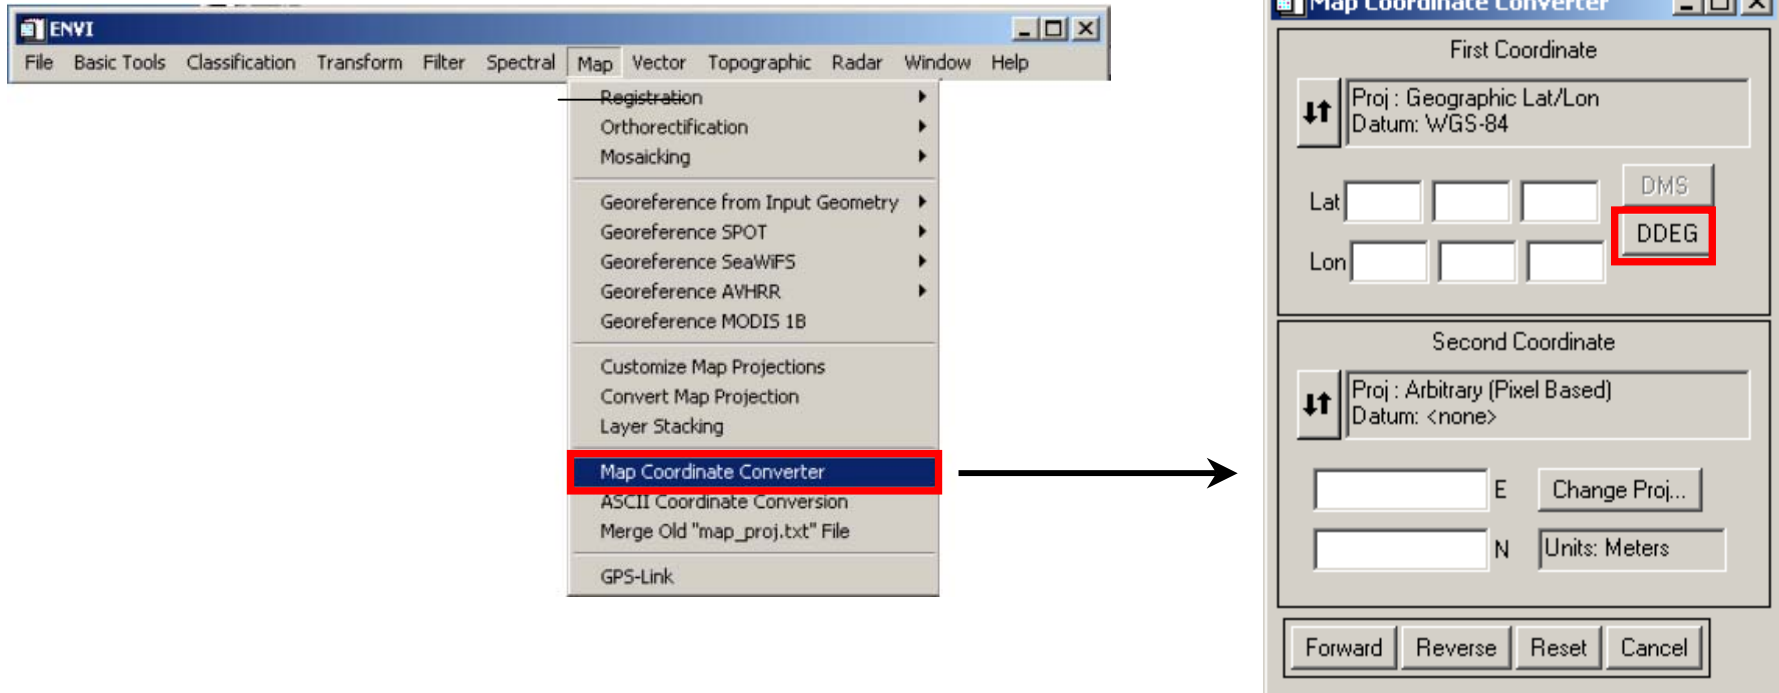 ENVI
File Basic Tools Classification Transform Filter Spectral Map Vector Topographic Radar Window Help
Registration
Orthorectification
Mosaicking
Georeference from Input Geometry
Georeference SPOT
Georeference SeaWiFS
Georeference AVHRR
Georeference MODIS 1B
Customize Map Projections
Convert Map Projection
Layer Stacking
Map Coordinate Converter
ASCII Coordinate Conversion
Merge Old "map_proj.txt" File
GPS-Link
Map Coordinate Converter
First Coordinate
Proj : Geographic Lat/Lon
Datum: WGS-84
Lat
DMS
DDEG
Lon
Second Coordinate
Proj : Arbitrary (Pixel Based)
Datum: <none>
E Change Proj...
N Units: Meters
Forward Reverse Reset Cancel